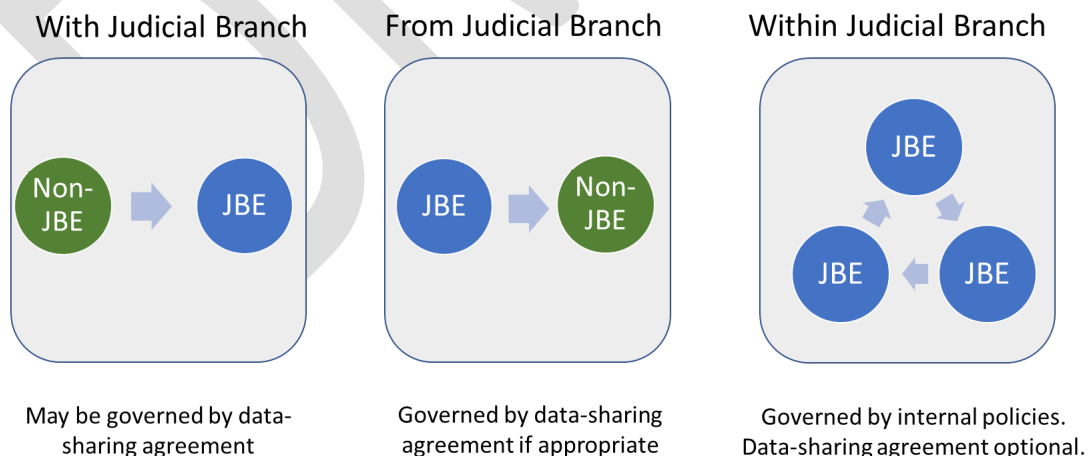 With Judicial Branch
Non-
JBE
JBE
May be governed by data-
sharing agreement
From Judicial Branch
JBE
Non-
JBE
Governed by data-sharing
agreement if appropriate
Within Judicial Branch
JBE
JBE
JBE
Governed by internal policies.
Data-sharing agreement optional.